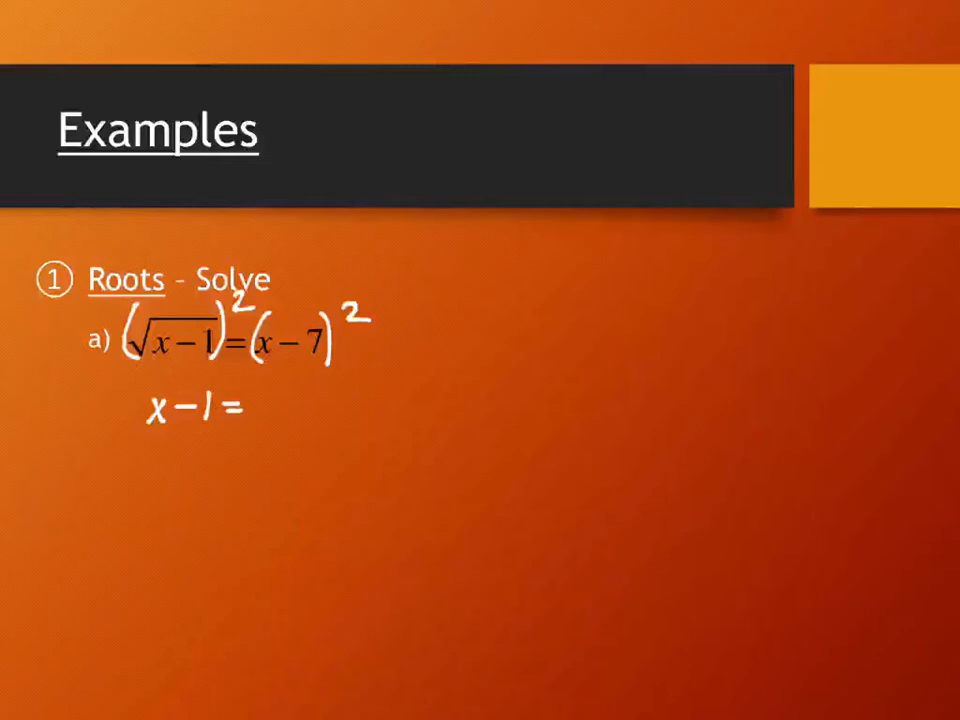 Examples
① Roots – Solve
a) (√x − 1)² = (x − 7)²
x − 1 =